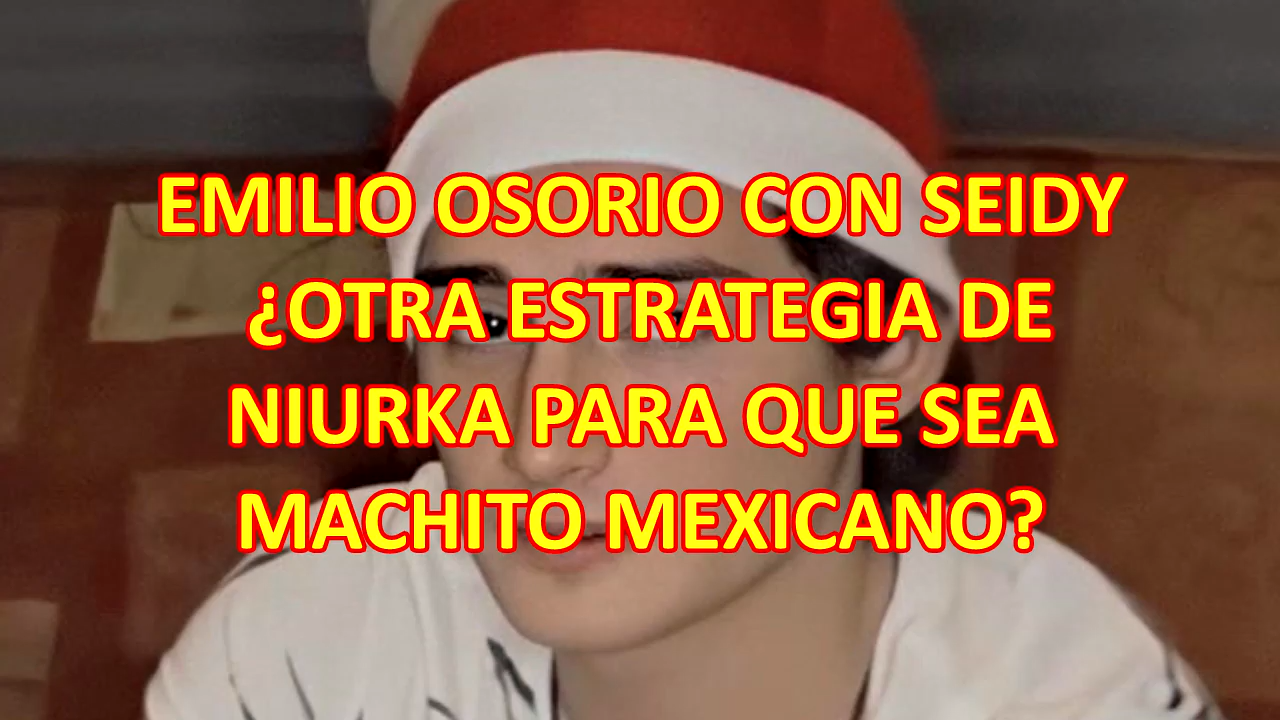 EMILIO OSORIO CON SEIDY
¿OTRA ESTRATEGIA DE
NIURKA PARA QUE SEA
MACHITO MEXICANO?